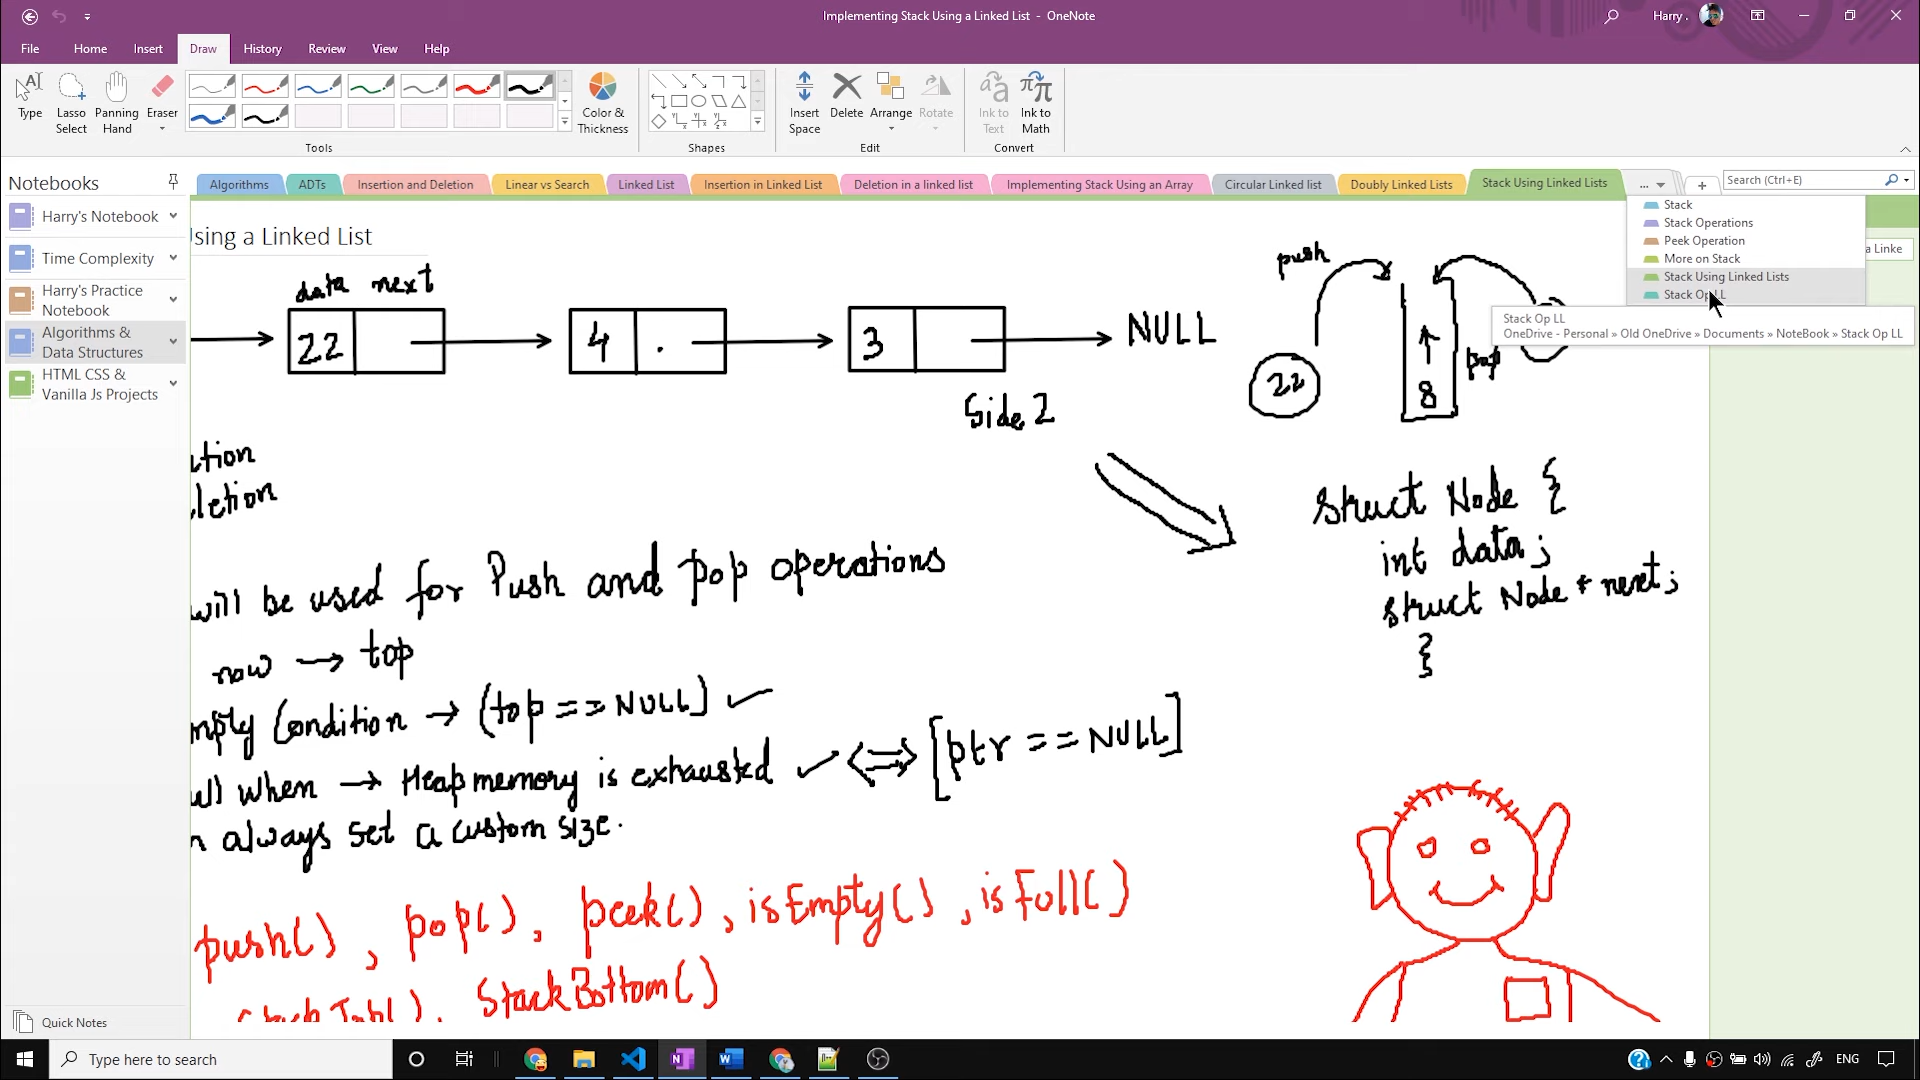 Implementing Stack Using a Linked List - OneNote
Harry .
File Home Insert Draw History Review View Help
Type
Lasso Select
Panning Hand
Eraser
Color & Thickness
Insert Space
Delete
Arrange
Rotate
Ink to Text
Ink to Math
Tools Shapes Edit Convert
Notebooks
Algorithms ADTs Insertion and Deletion Linear vs Search Linked List Insertion in Linked List Deletion in a linked list Implementing Stack Using an Array Circular Linked list Doubly Linked Lists Stack Using Linked Lists ...
Search (Ctrl+E)
Harry's Notebook
Time Complexity
Harry's Practice Notebook
Algorithms & Data Structures
HTML CSS & Vanilla Js Projects
Quick Notes
Stack
Stack Operations
Peek Operation
More on Stack
Stack Using Linked Lists
Stack Op LL
a Linke
Stack Op LL
OneDrive - Personal » Old OneDrive » Documents » NoteBook » Stack Op LL
Using a Linked List
data next
22 4 . 3 NULL
Side 2
push
22
8
pop
ation
letion
will be used for Push and pop operations
now → top
mpty Condition → (top == NULL) ✓
ull when → Heap memory is exhausted ✓ ⇔ [ptr == NULL]
n always set a custom size.
push(), pop(), peek(), isEmpty(), isFull()
StackBottom()
Struct Node {
int data;
struct Node * next;
}
Type here to search
ENG